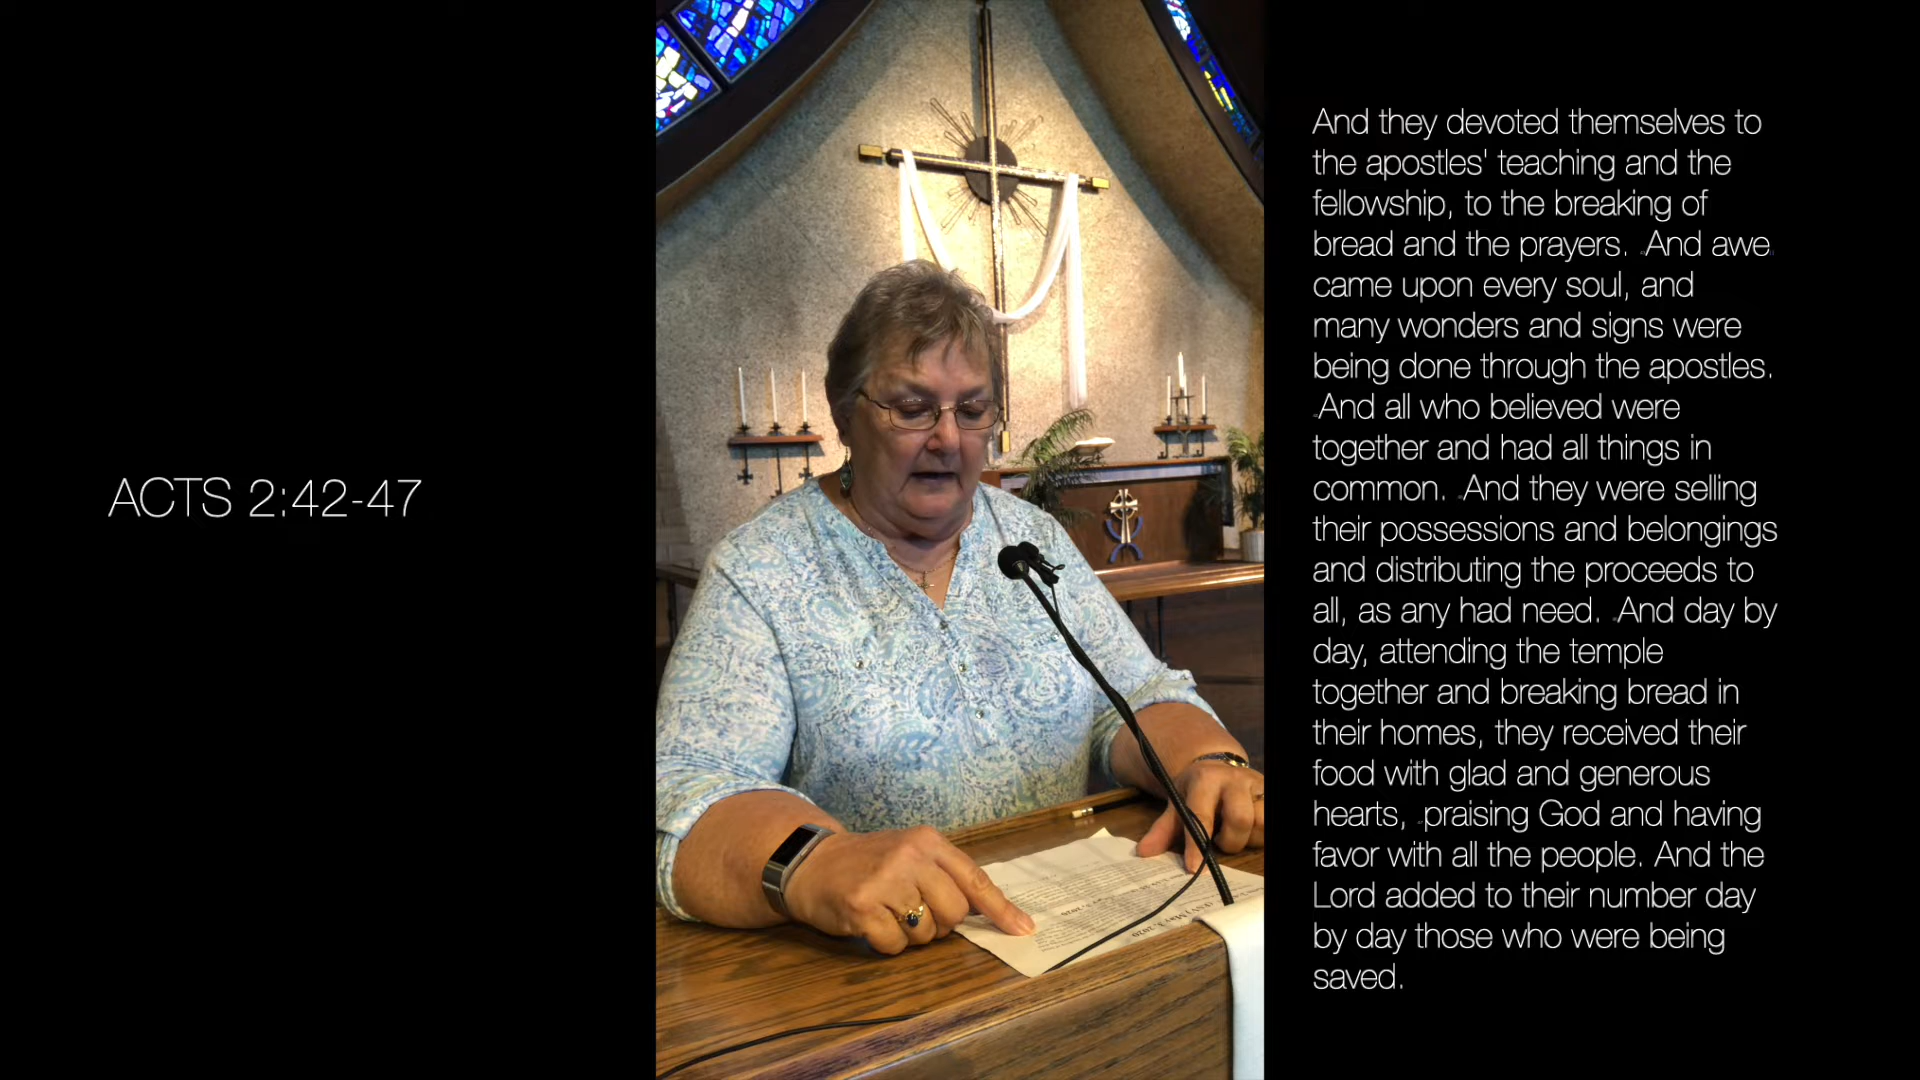 ACTS 2:42-47
And they devoted themselves to
the apostles' teaching and the
fellowship, to the breaking of
bread and the prayers. And awe
came upon every soul, and
many wonders and signs were
being done through the apostles.
And all who believed were
together and had all things in
common. And they were selling
their possessions and belongings
and distributing the proceeds to
all, as any had need. And day by
day, attending the temple
together and breaking bread in
their homes, they received their
food with glad and generous
hearts, praising God and having
favor with all the people. And the
Lord added to their number day
by day those who were being
saved.